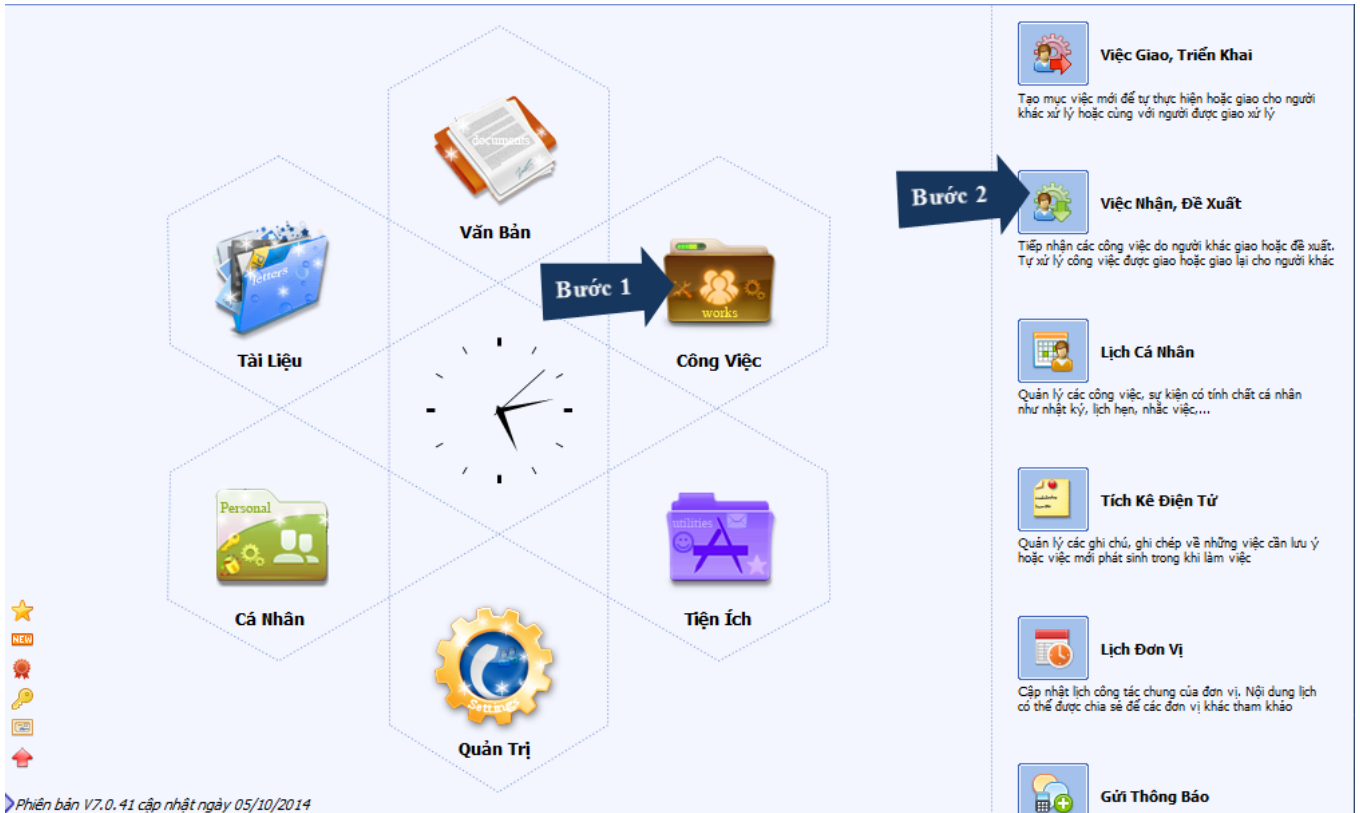 documents
Văn Bản
letters
Tài Liệu
Bước 1
works
Công Việc
Personal
Cá Nhân
utilities
Tiện Ích
Settings
Quản Trị
NEW
Phiên bản V7.0.41 cập nhật ngày 05/10/2014
Việc Giao, Triển Khai
Tạo mục việc mới để tự thực hiện hoặc giao cho người
khác xử lý hoặc cùng với người được giao xử lý
Bước 2
Việc Nhận, Đề Xuất
Tiếp nhận các công việc do người khác giao hoặc đề xuất.
Tự xử lý công việc được giao hoặc giao lại cho người khác
Lịch Cá Nhân
Quản lý các công việc, sự kiện có tính chất cá nhân
như nhật ký, lịch hẹn, nhắc việc,...
Tích Kê Điện Tử
Quản lý các ghi chú, ghi chép về những việc cần lưu ý
hoặc việc mới phát sinh trong khi làm việc
Lịch Đơn Vị
Cập nhật lịch công tác chung của đơn vị. Nội dung lịch
có thể được chia sẻ để các đơn vị khác tham khảo
Gửi Thông Báo